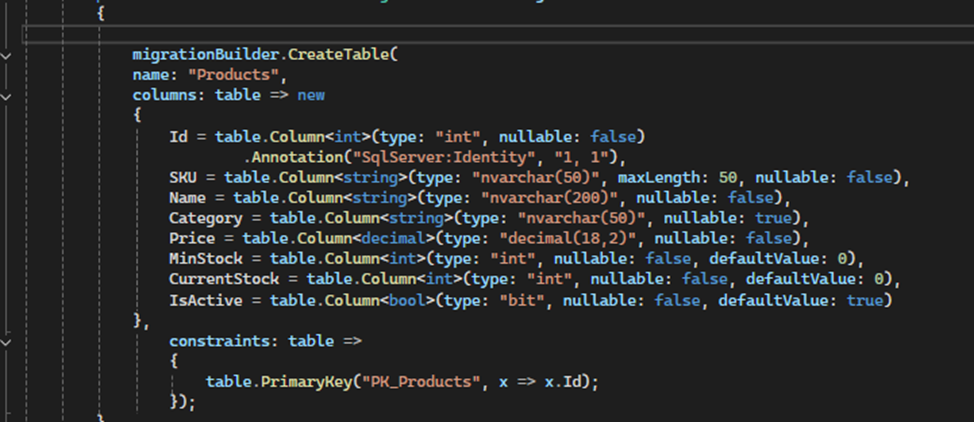 {
migrationBuilder.CreateTable(
name: "Products",
columns: table => new
{
Id = table.Column<int>(type: "int", nullable: false)
.Annotation("SqlServer:Identity", "1, 1"),
SKU = table.Column<string>(type: "nvarchar(50)", maxLength: 50, nullable: false),
Name = table.Column<string>(type: "nvarchar(200)", nullable: false),
Category = table.Column<string>(type: "nvarchar(50)", nullable: true),
Price = table.Column<decimal>(type: "decimal(18,2)", nullable: false),
MinStock = table.Column<int>(type: "int", nullable: false, defaultValue: 0),
CurrentStock = table.Column<int>(type: "int", nullable: false, defaultValue: 0),
IsActive = table.Column<bool>(type: "bit", nullable: false, defaultValue: true)
},
constraints: table =>
{
table.PrimaryKey("PK_Products", x => x.Id);
});